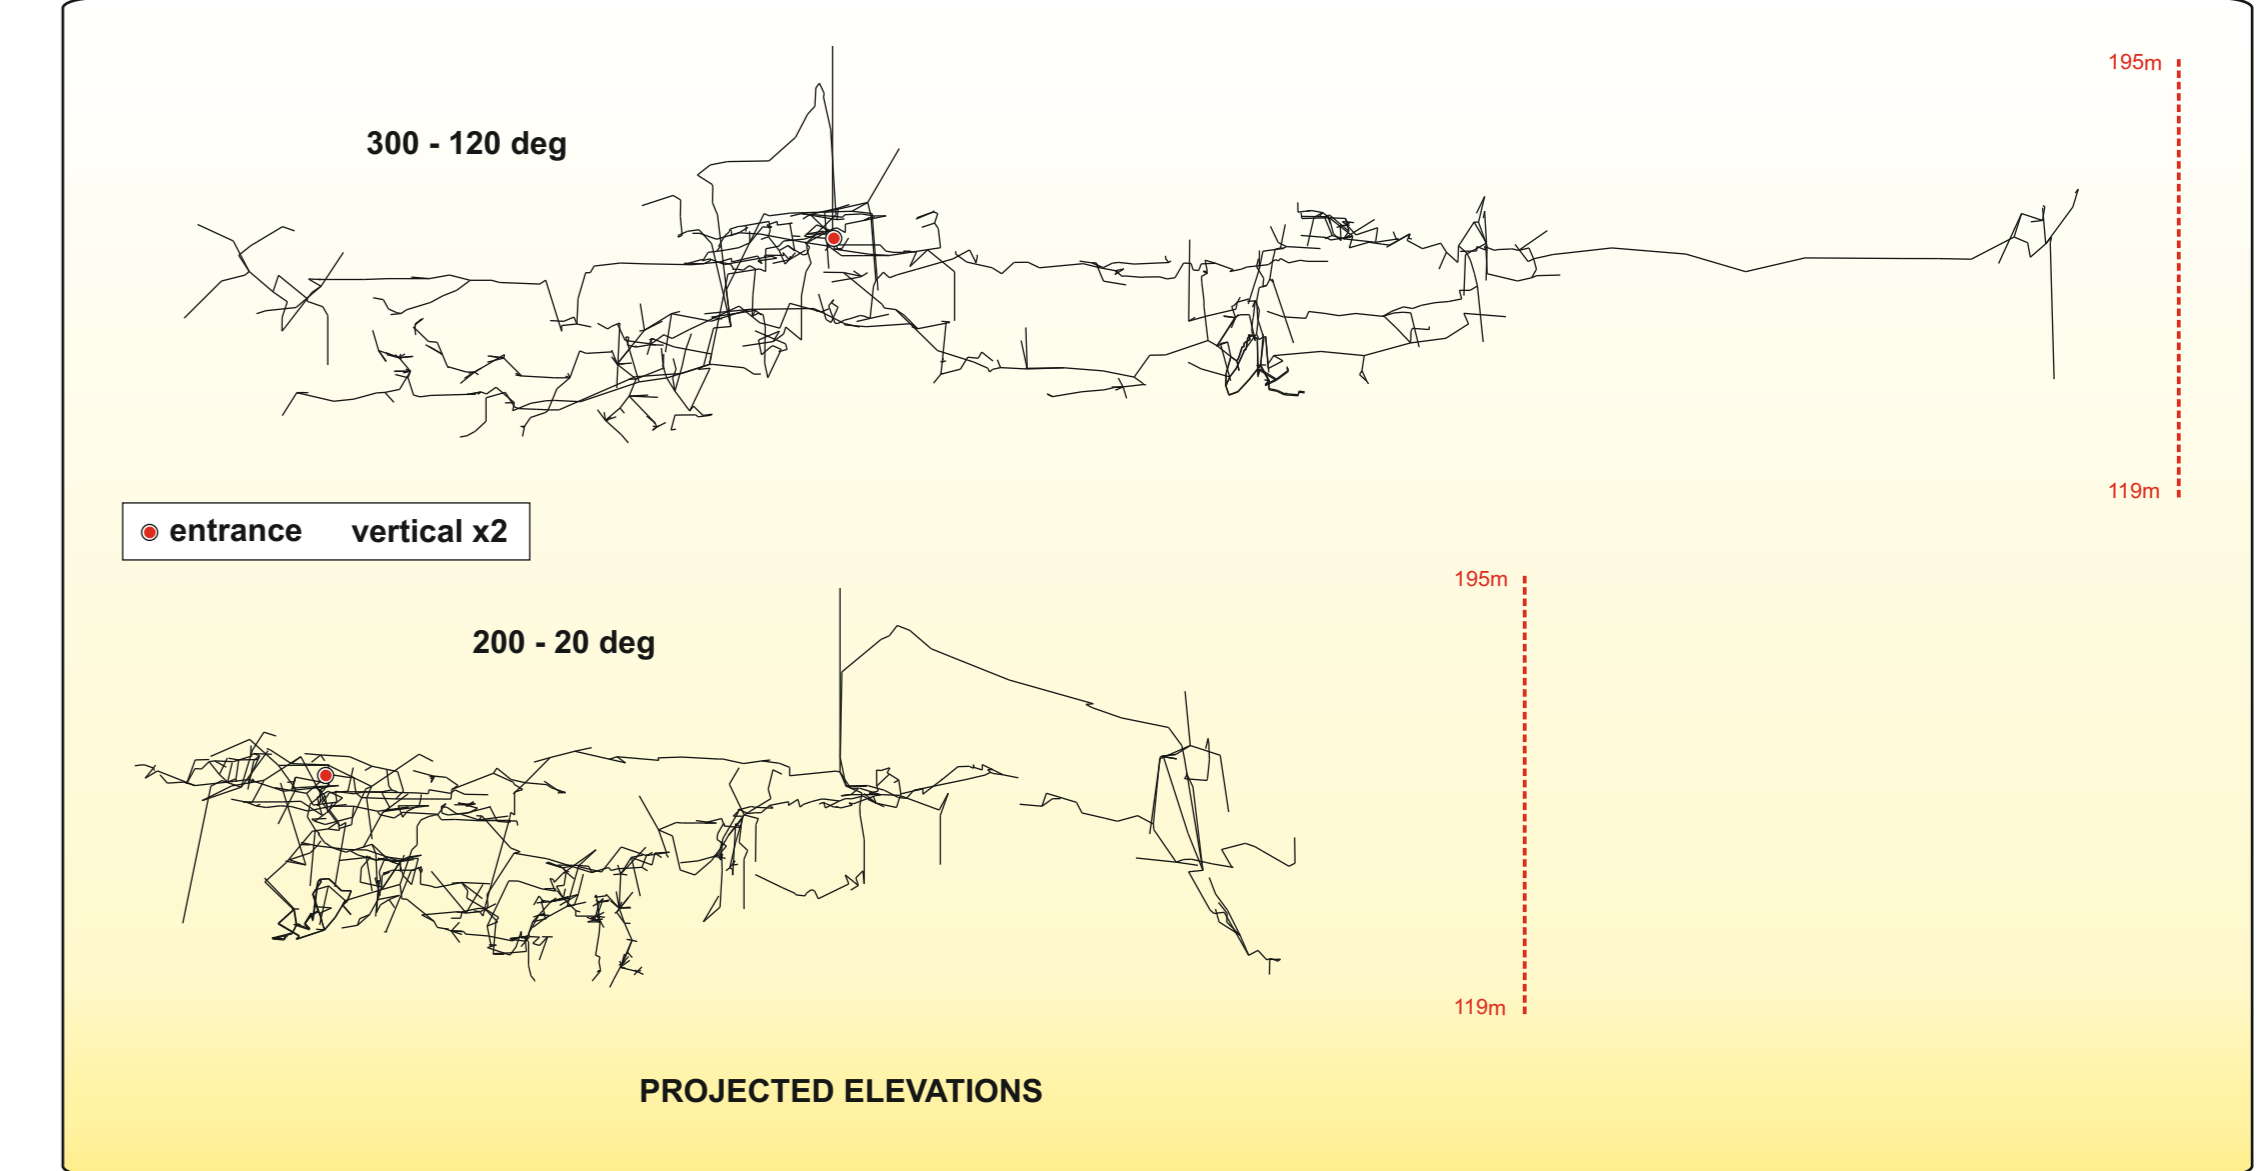 195m
300 - 120 deg
119m
entrance vertical x2
195m
200 - 20 deg
119m
PROJECTED ELEVATIONS